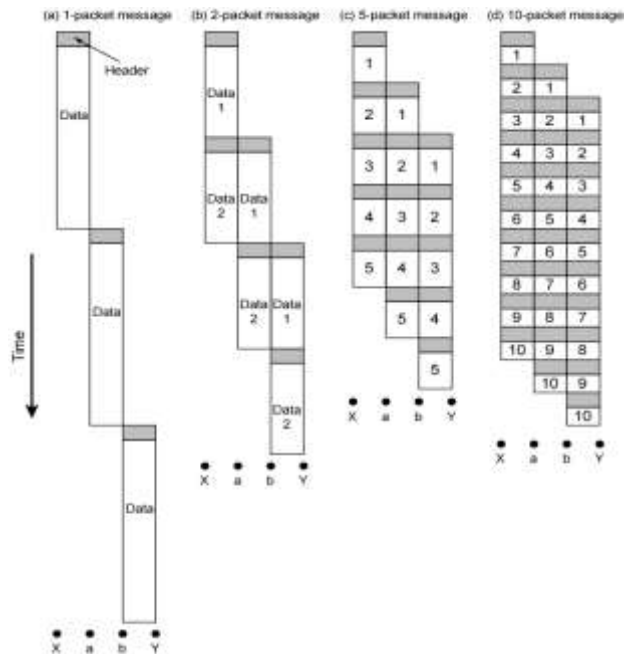 (a) 1-packet message
(b) 2-packet message
(c) 5-packet message
(d) 10-packet message
Header
Data
Data
Data
Time
X a b Y
Data 1
Data 2
Data 1
Data 2
Data 1
Data 2
X a b Y
1
2 1
3 2 1
4 3 2
5 4 3
5 4
5
X a b Y
1
2 1
3 2 1
4 3 2
5 4 3
6 5 4
7 6 5
8 7 6
9 8 7
10 9 8
10 9
10
X a b Y